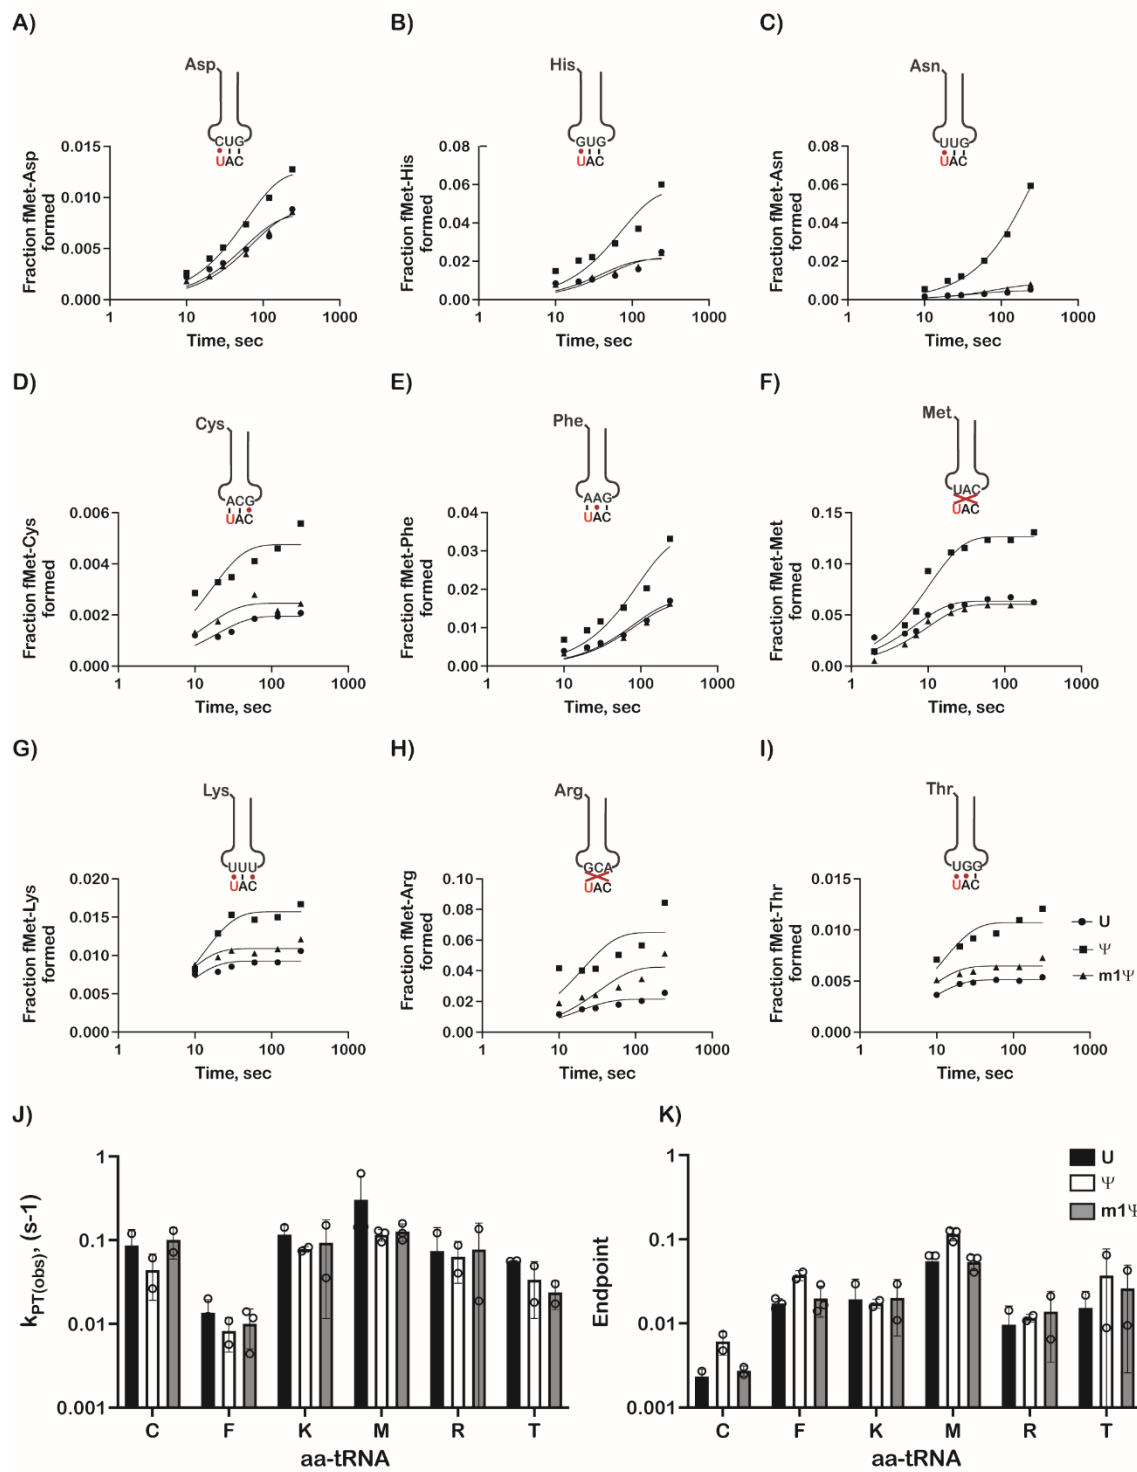 A)
Asp
CUG
UAC
Fraction fMet-Asp
formed
0.015
0.010
0.005
0.000
1
10
100
1000
Time, sec
B)
His
GUG
UAC
Fraction fMet-His
formed
0.08
0.06
0.04
0.02
0.00
1
10
100
1000
Time, sec
C)
Asn
UUG
UAC
Fraction fMet-Asn
formed
0.08
0.06
0.04
0.02
0.00
1
10
100
1000
Time, sec
D)
Cys
ACG
UAC
Fraction fMet-Cys
formed
0.006
0.004
0.002
0.000
1
10
100
1000
Time, sec
E)
Phe
AAG
UAC
Fraction fMet-Phe
formed
0.04
0.03
0.02
0.01
0.00
1
10
100
1000
Time, sec
F)
Met
UAC
UAC
Fraction fMet-Met
formed
0.15
0.10
0.05
0.00
1
10
100
1000
Time, sec
G)
Lys
UUU
UAC
Fraction fMet-Lys
formed
0.020
0.015
0.010
0.005
0.000
1
10
100
1000
Time, sec
H)
Arg
GCA
UAC
Fraction fMet-Arg
formed
0.10
0.08
0.06
0.04
0.02
0.00
1
10
100
1000
Time, sec
I)
Thr
UGG
UAC
Fraction fMet-Thr
formed
0.015
0.010
0.005
0.000
1
10
100
1000
Time, sec
U
Ψ
m1Ψ
J)
kPT(obs), (s-1)
1
0.1
0.01
0.001
C F K M R T
aa-tRNA
K)
Endpoint
1
0.1
0.01
0.001
C F K M R T
aa-tRNA
U
Ψ
m1Ψ